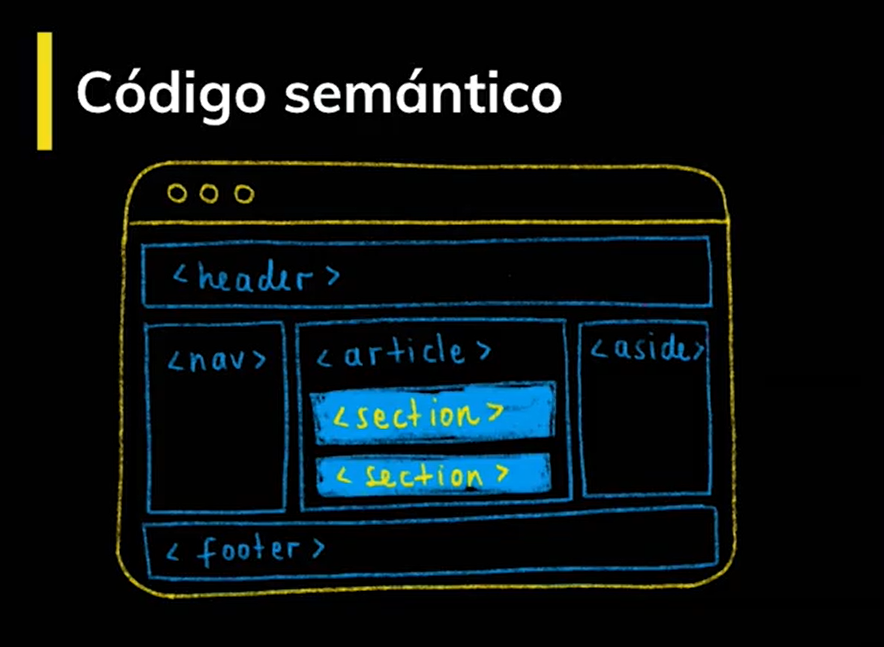 Código semántico
<header>
<nav>
<article>
<section>
<section>
<aside>
<footer>